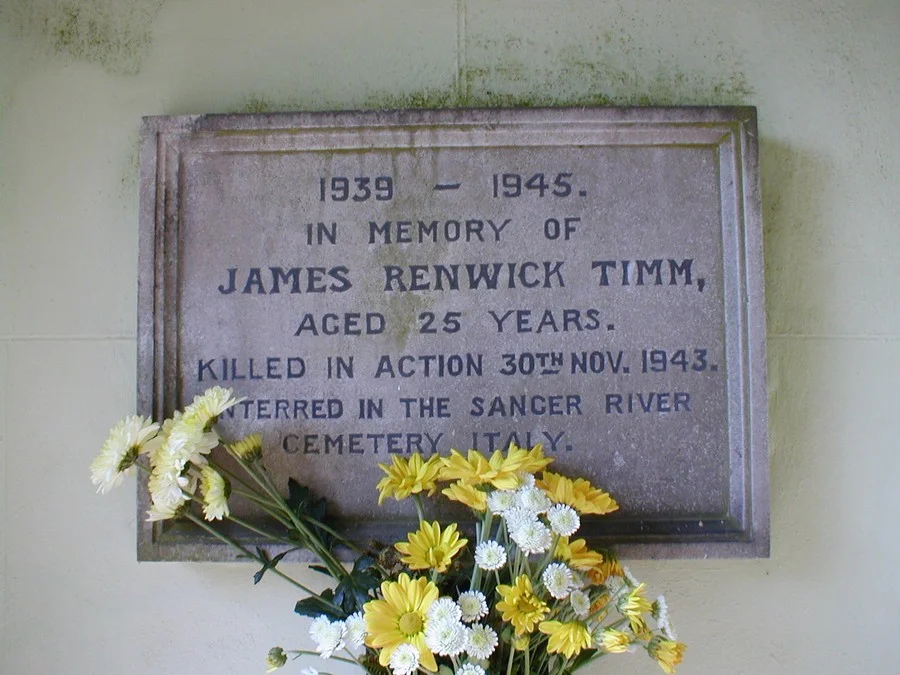 1939 – 1945.
IN MEMORY OF
JAMES RENWICK TIMM,
AGED 25 YEARS.
KILLED IN ACTION 30TH NOV. 1943.
INTERRED IN THE SANGER RIVER
CEMETERY ITALY.